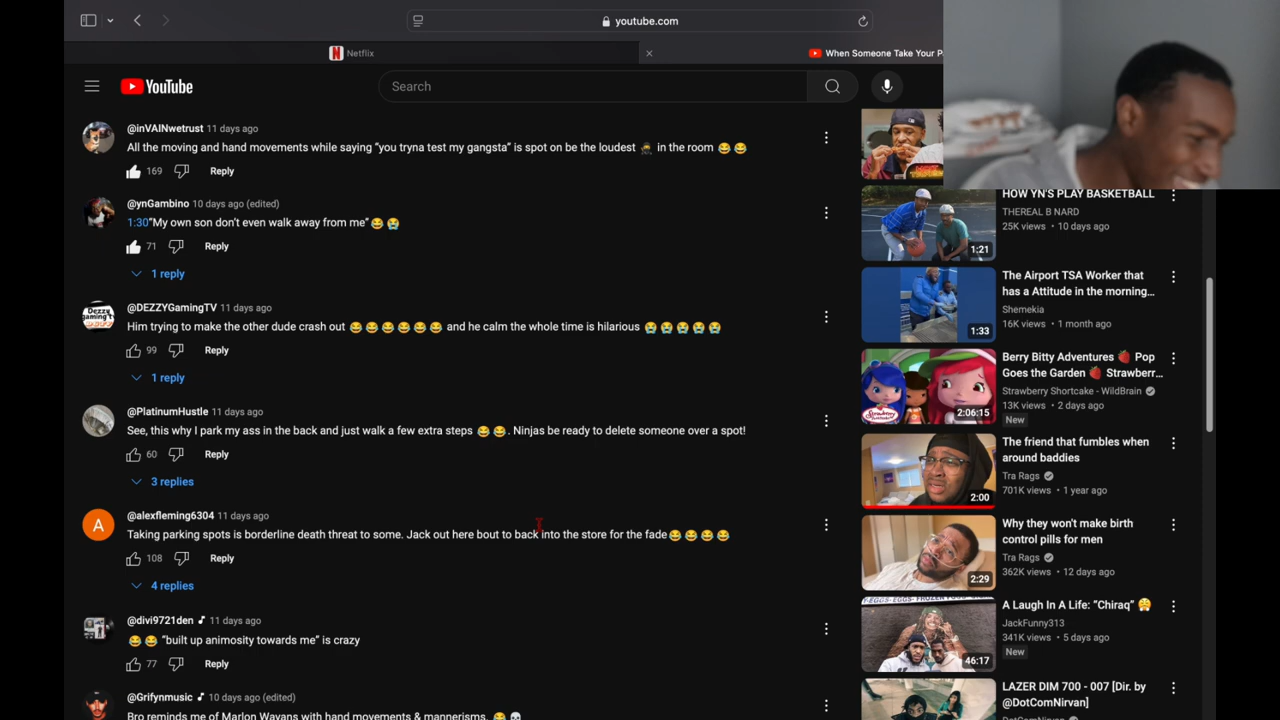 youtube.com
Netflix
When Someone Take Your P
YouTube
Search
@inVAINwetrust 11 days ago
All the moving and hand movements while saying “you tryna test my gangsta” is spot on be the loudest 🥷 in the room 😂 😂
169 Reply
@ynGambino 10 days ago (edited)
1:30“My own son don't even walk away from me”😂 😭
71 Reply
1 reply
@DEZZYGamingTV 11 days ago
Him trying to make the other dude crash out 😂 😂 😂 😂 😂 😂 and he calm the whole time is hilarious 😭 😭 😭 😭 😭
99 Reply
1 reply
@PlatinumHustle 11 days ago
See, this why I park my ass in the back and just walk a few extra steps 😂 😂. Ninjas be ready to delete someone over a spot!
60 Reply
3 replies
A
@alexfleming6304 11 days ago
Taking parking spots is borderline death threat to some. Jack out here bout to back into the store for the fade😂 😂 😂 😂
108 Reply
4 replies
@divi9721den 11 days ago
😂 😂 “built up animosity towards me” is crazy
77 Reply
@Grifynmusic 10 days ago (edited)
Bro reminds me of Marlon Wayans with hand movements & mannerisms. 😂 💀
HOW YN'S PLAY BASKETBALL
THEREAL B NARD
25K views • 10 days ago
1:21
The Airport TSA Worker that
has a Attitude in the morning...
Shemekia
16K views • 1 month ago
1:33
Berry Bitty Adventures 🍓 Pop
Goes the Garden 🍓 Strawberr...
Strawberry Shortcake - WildBrain
13K views • 2 days ago
New
2:06:15
The friend that fumbles when
around baddies
Tra Rags
701K views • 1 year ago
2:00
Why they won't make birth
control pills for men
Tra Rags
362K views • 12 days ago
2:29
A Laugh In A Life: “Chiraq” 😤
JackFunny313
341K views • 5 days ago
New
46:17
LAZER DIM 700 - 007 [Dir. by
@DotComNirvan]
DotComNirvan